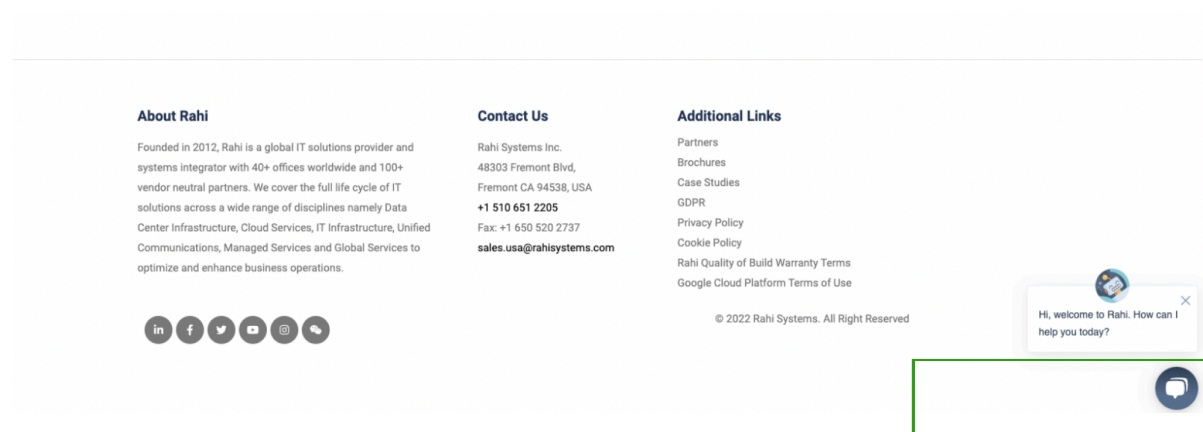 About Rahi
Founded in 2012, Rahi is a global IT solutions provider and
systems integrator with 40+ offices worldwide and 100+
vendor neutral partners. We cover the full life cycle of IT
solutions across a wide range of disciplines namely Data
Center Infrastructure, Cloud Services, IT Infrastructure, Unified
Communications, Managed Services and Global Services to
optimize and enhance business operations.
in
f
Contact Us
Rahi Systems Inc.
48303 Fremont Blvd,
Fremont CA 94538, USA
+1 510 651 2205
Fax: +1 650 520 2737
sales.usa@rahisystems.com
Additional Links
Partners
Brochures
Case Studies
GDPR
Privacy Policy
Cookie Policy
Rahi Quality of Build Warranty Terms
Google Cloud Platform Terms of Use
© 2022 Rahi Systems. All Right Reserved
Hi, welcome to Rahi. How can I
help you today?